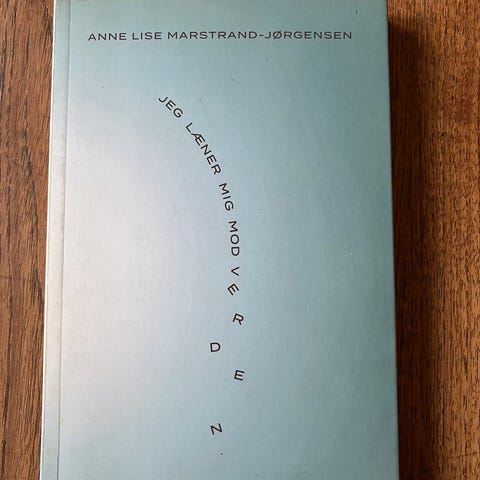 ANNE LISE MARSTRAND-JØRGENSEN
JEG LÆNER MIG MOD VERDEN.